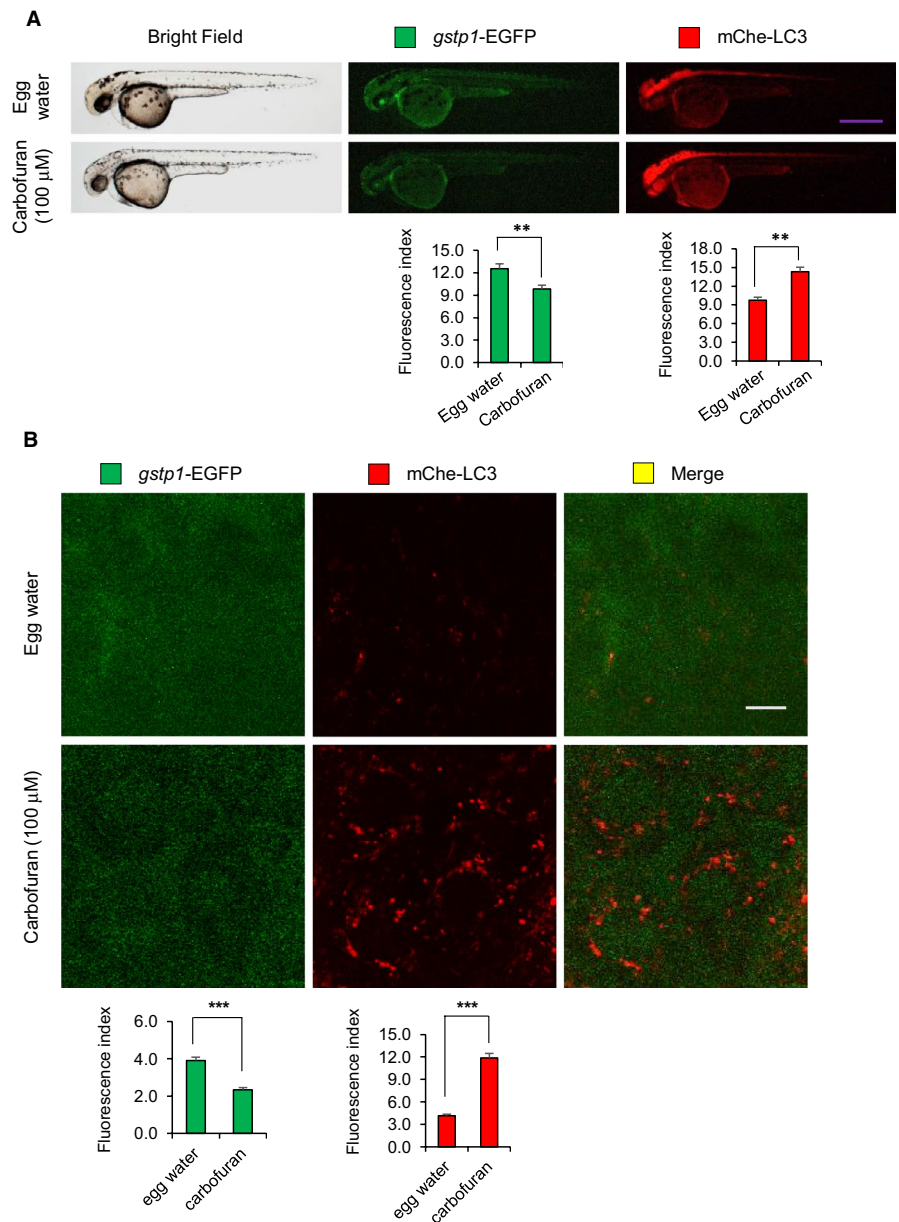 A
Bright Field
gstp1-EGFP
mChe-LC3
Egg
water
Carbofuran
(100 μM)
Fluorescence index
15.0
12.0
9.0
6.0
3.0
0.0
**
Egg water
Carbofuran
Fluorescence index
18.0
15.0
12.0
9.0
6.0
3.0
0.0
**
Egg water
Carbofuran
B
gstp1-EGFP
mChe-LC3
Merge
Egg water
Carbofuran (100 μM)
Fluorescence index
6.0
4.0
2.0
0.0
***
egg water
carbofuran
Fluorescence index
15.0
12.0
9.0
6.0
3.0
0.0
***
egg water
carbofuran